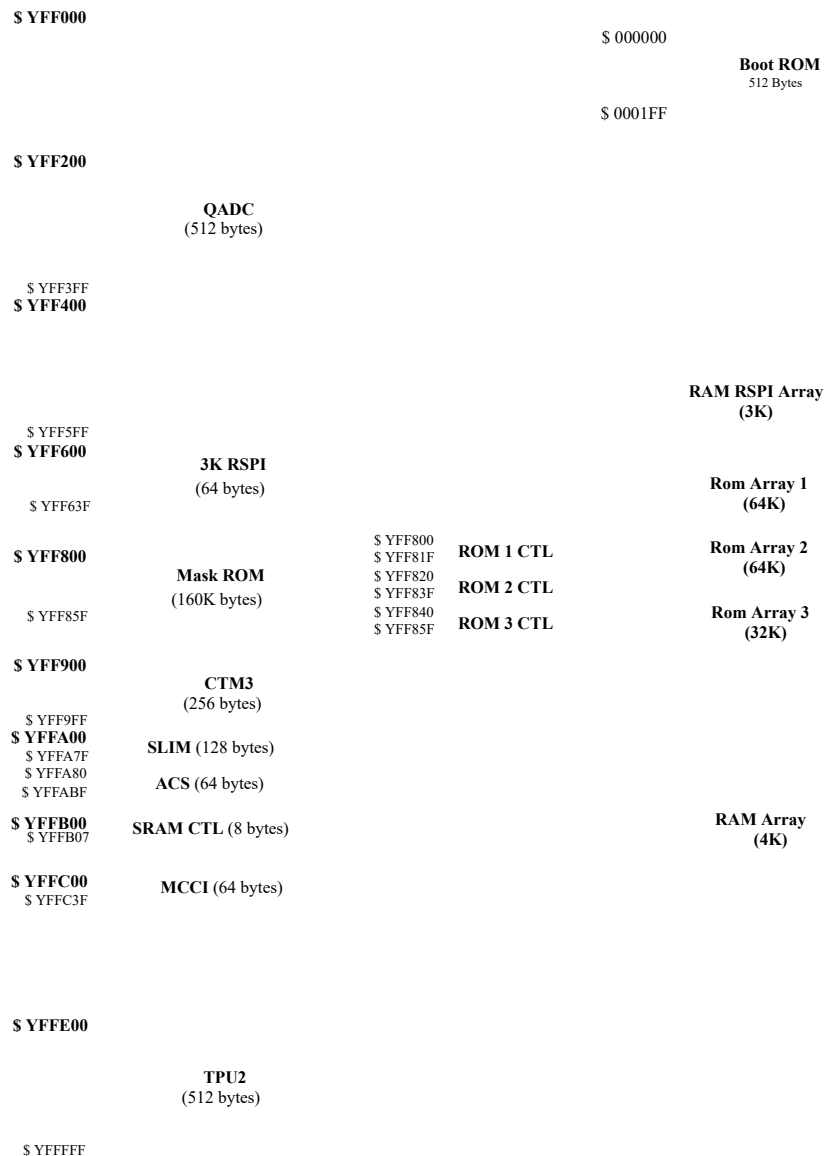 $ YFF000
$ 000000
Boot ROM
512 Bytes
$ 0001FF
$ YFF200
QADC
(512 bytes)
$ YFF3FF
$ YFF400
RAM RSPI Array
(3K)
$ YFF5FF
$ YFF600
3K RSPI
(64 bytes)
$ YFF63F
Rom Array 1
(64K)
$ YFF800
Mask ROM
(160K bytes)
$ YFF85F
$ YFF800
$ YFF81F
ROM 1 CTL
$ YFF820
$ YFF83F
ROM 2 CTL
$ YFF840
$ YFF85F
ROM 3 CTL
Rom Array 2
(64K)
Rom Array 3
(32K)
$ YFF900
CTM3
(256 bytes)
$ YFF9FF
$ YFFA00
SLIM (128 bytes)
$ YFFA7F
$ YFFA80
ACS (64 bytes)
$ YFFABF
$ YFFB00
SRAM CTL (8 bytes)
$ YFFB07
RAM Array
(4K)
$ YFFC00
MCCI (64 bytes)
$ YFFC3F
$ YFFE00
TPU2
(512 bytes)
$ YFFFFF